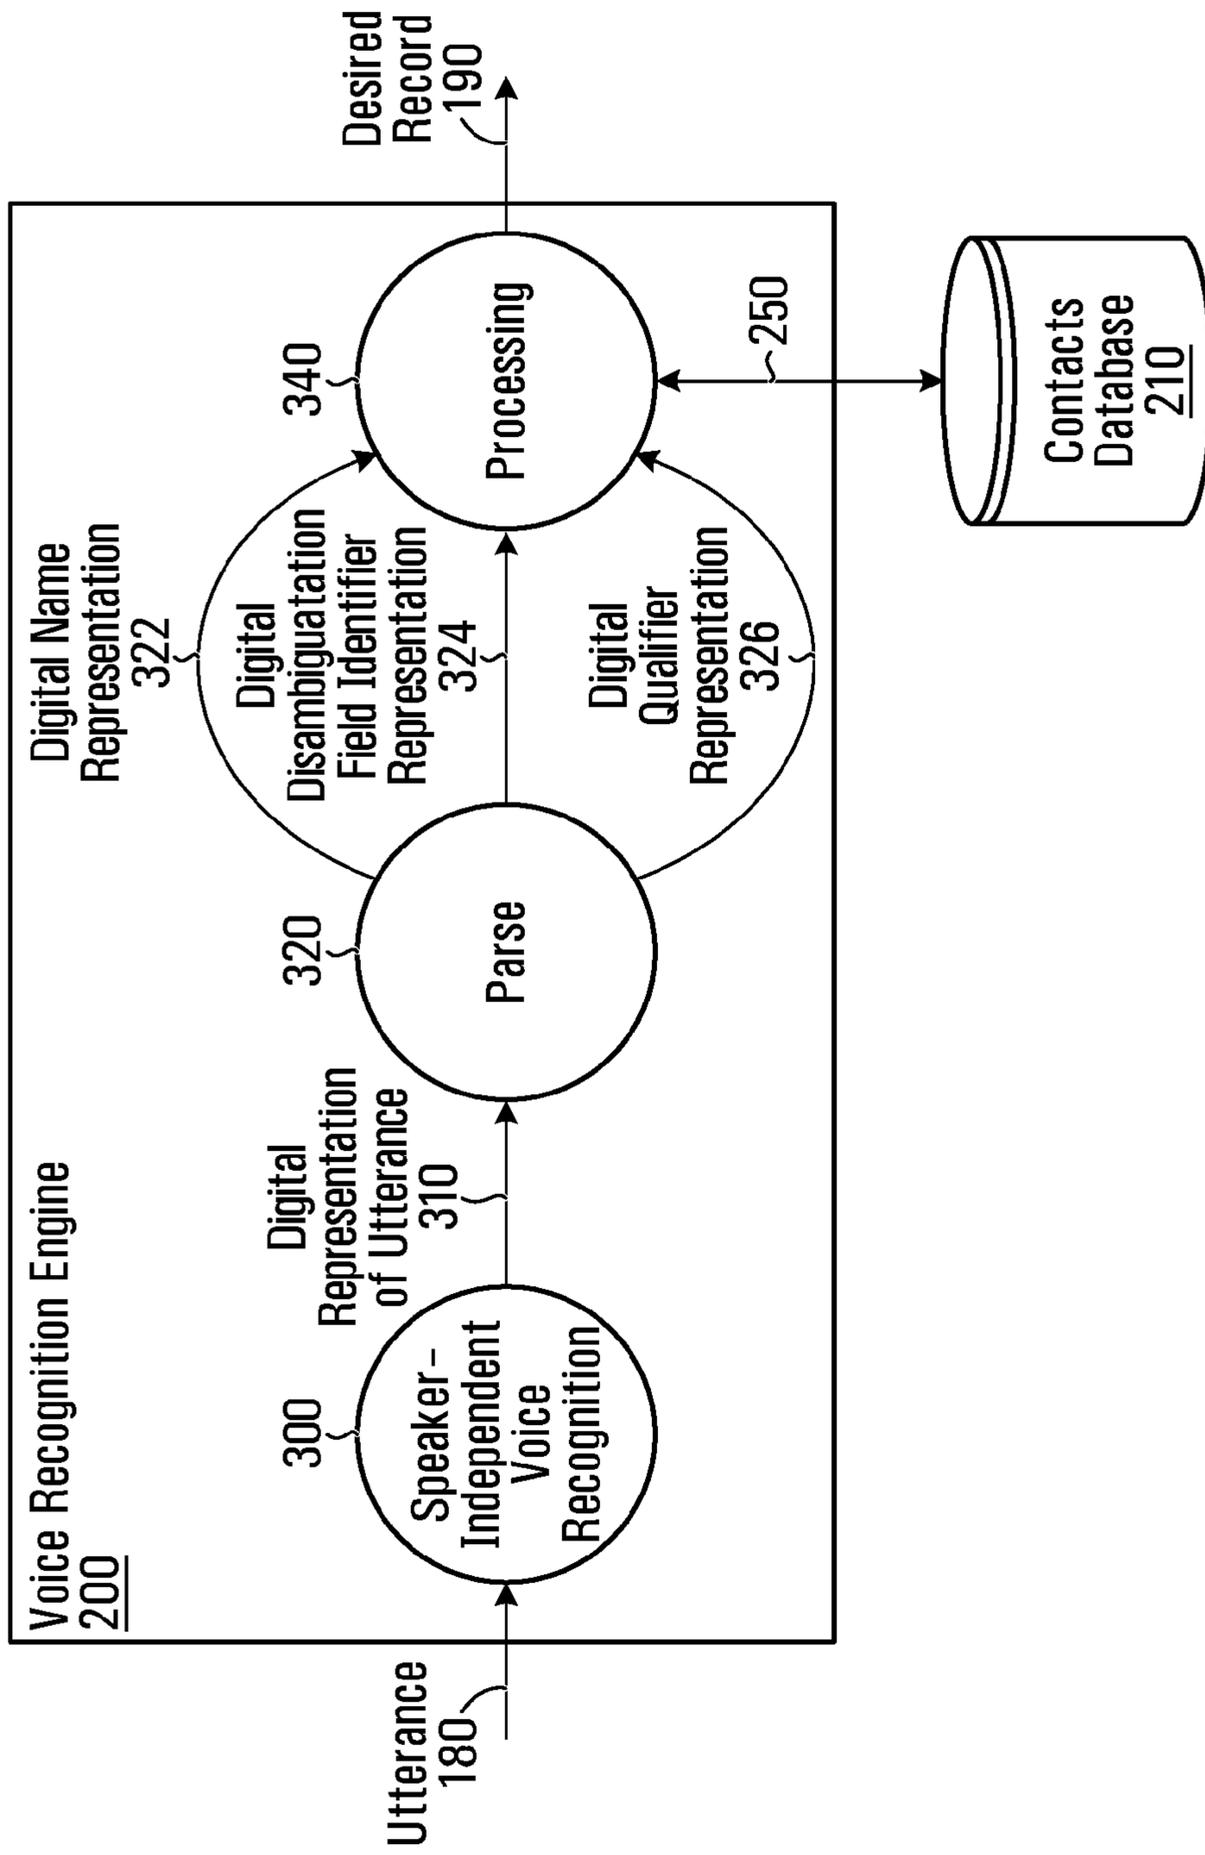 Voice Recognition Engine
200
Utterance
180
300
Speaker-
Independent
Voice
Recognition
Digital
Representation
of Utterance
310
320
Parse
Digital Name
Representation
322
Digital
Disambiguatation
Field Identifier
Representation
324
Digital
Qualifier
Representation
326
340
Processing
250
Contacts
Database
210
Desired
Record
190